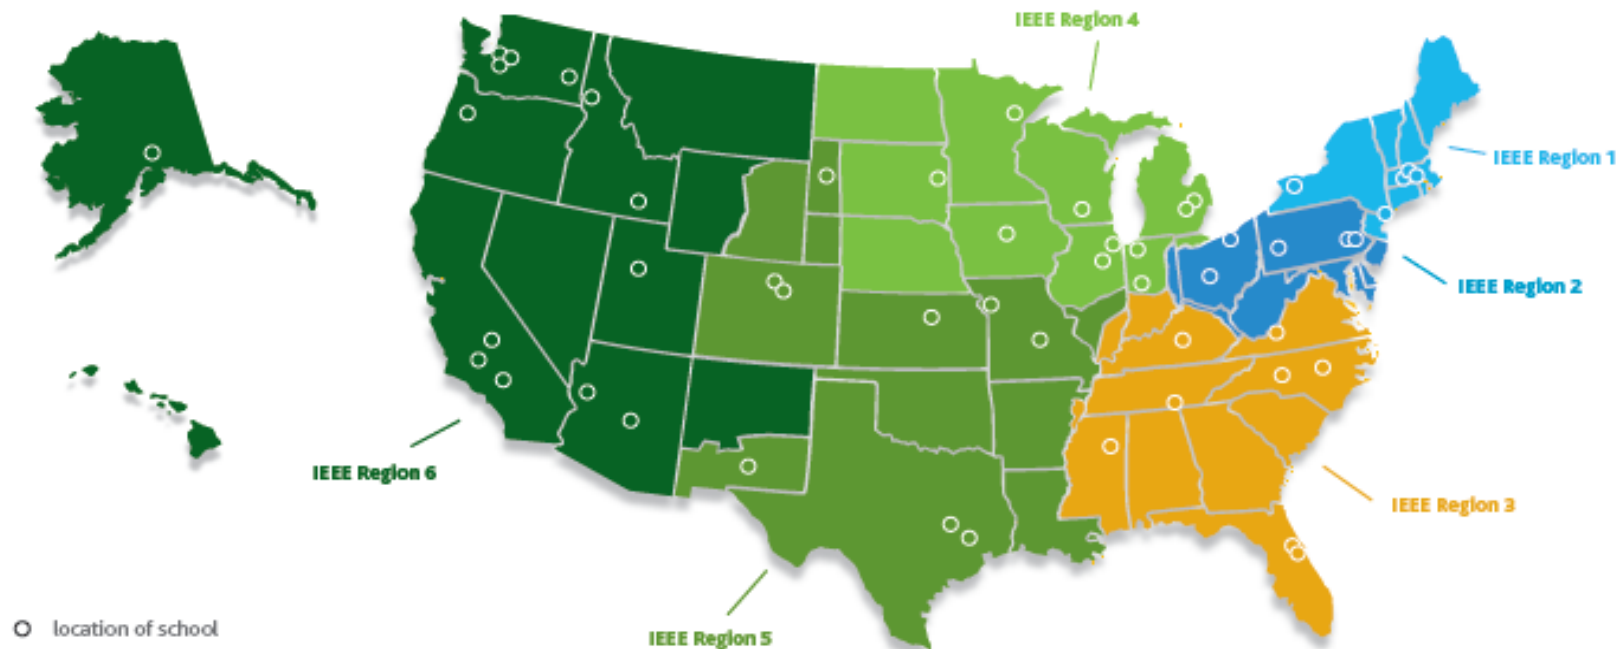 IEEE Region 4
IEEE Region 1
IEEE Region 2
IEEE Region 6
IEEE Region 3
IEEE Region 5
location of school